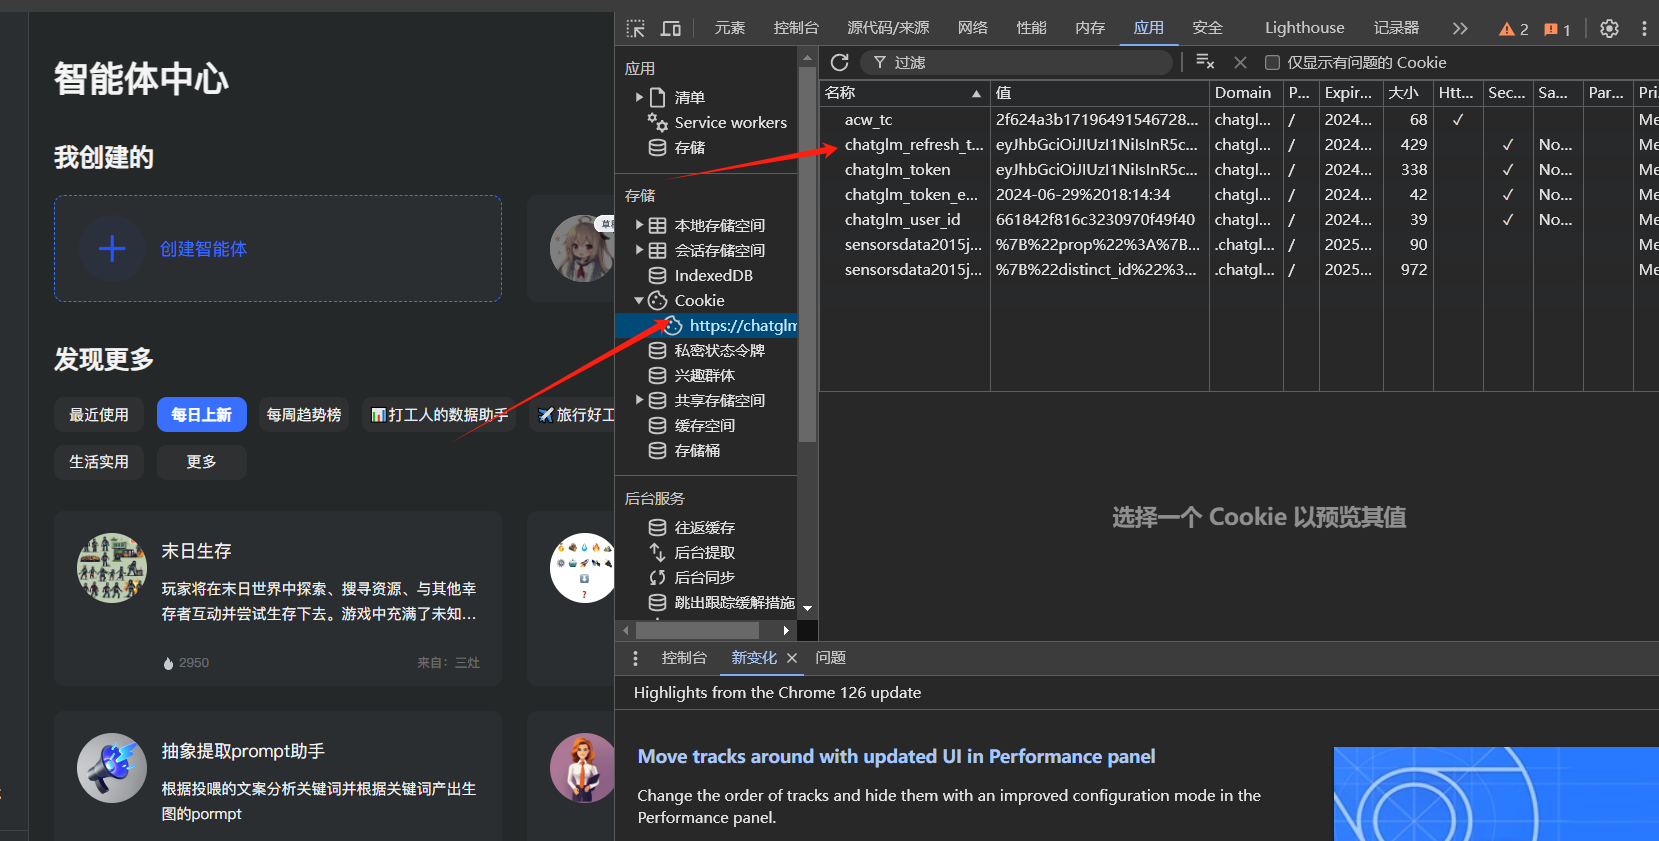 智能体中心
我创建的
创建智能体
发现更多
最近使用
每日上新
每周趋势榜
打工人的数据助手
旅行好工
生活实用
更多
末日生存
玩家将在末日世界中探索、搜寻资源、与其他幸
存者互动并尝试生存下去。游戏中充满了未知...
2950
来自：三灶
抽象提取prompt助手
根据投喂的文案分析关键词并根据关键词产出生
图的pormpt
元素 控制台 源代码/来源 网络 性能 内存 应用 安全 Lighthouse 记录器 2 1
应用
清单
Service workers
存储
存储
本地存储空间
会话存储空间
IndexedDB
Cookie
https://chatglm
私密状态令牌
兴趣群体
共享存储空间
缓存空间
存储桶
后台服务
往返缓存
后台提取
后台同步
跳出跟踪缓解措施
过滤 仅显示有问题的 Cookie
名称 值 Domain P... Expir... 大小 Htt... Sec... Sa... Par... Pri
acw_tc 2f624a3b17196491546728... chatgl... / 2024... 68 ✓ Me
chatglm_refresh_t... eyJhbGciOiJIUzI1NiIsInR5c... chatgl... / 2024... 429 ✓ No... Me
chatglm_token eyJhbGciOiJIUzI1NiIsInR5c... chatgl... / 2024... 338 ✓ No... Me
chatglm_token_e... 2024-06-29%2018:14:34 chatgl... / 2024... 42 ✓ No... Me
chatglm_user_id 661842f816c3230970f49f40 chatgl... / 2024... 39 ✓ No... Me
sensorsdata2015j... %7B%22prop%22%3A%7B... .chatgl... / 2025... 90 Me
sensorsdata2015j... %7B%22distinct_id%22%3... .chatgl... / 2025... 972 Me
选择一个 Cookie 以预览其值
控制台 新变化 问题
Highlights from the Chrome 126 update
Move tracks around with updated UI in Performance panel
Change the order of tracks and hide them with an improved configuration mode in the
Performance panel.